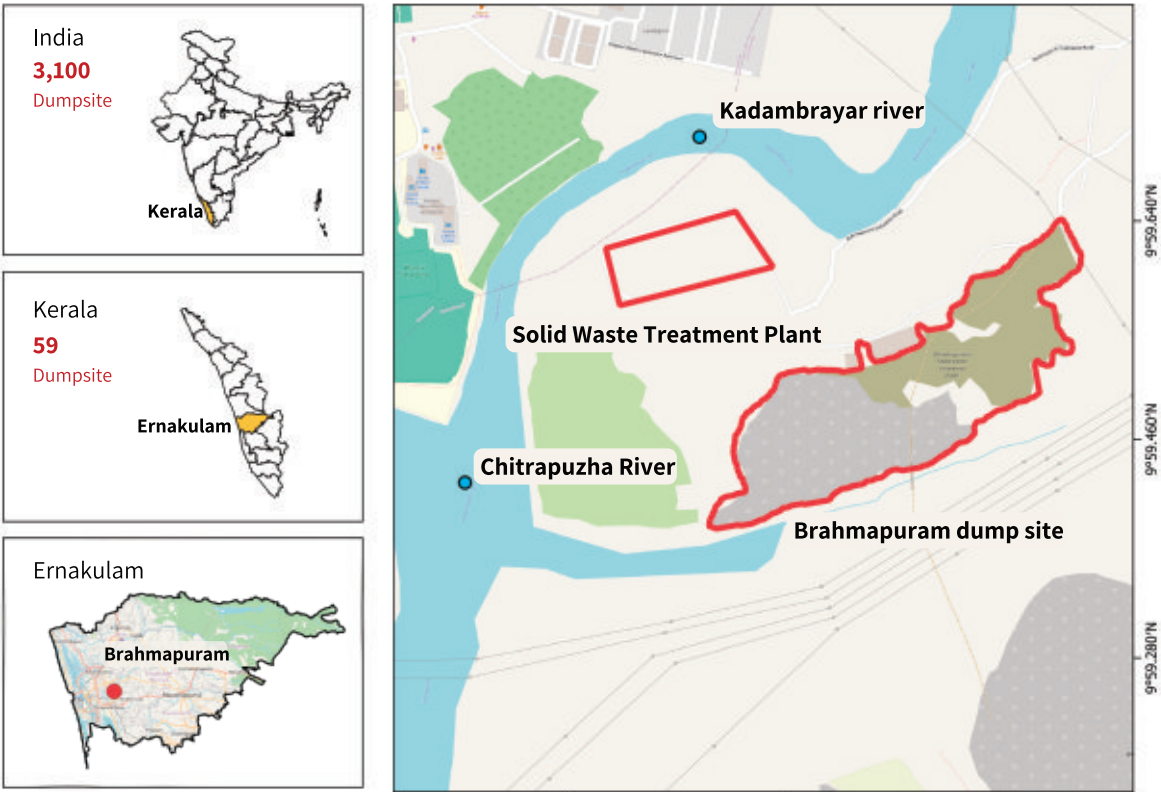 India
3,100
Dumpsite
Kerala
Kerala
59
Dumpsite
Ernakulam
Ernakulam
Brahmapuram
Kadambrayar river
Solid Waste Treatment Plant
Chitrapuzha River
Brahmapuram dump site
9°59.640'N
9°59.460'N
9°59.280'N